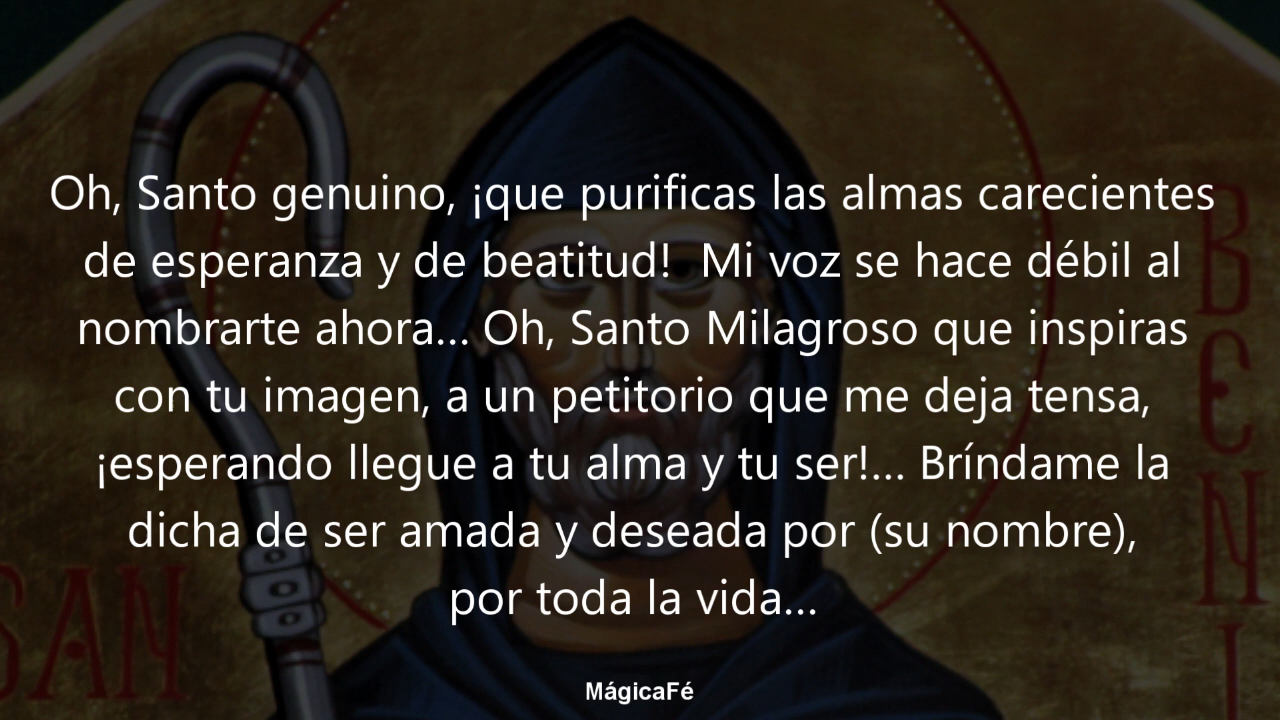 Oh, Santo genuino, ¡que purificas las almas carecientes
de esperanza y de beatitud!  Mi voz se hace débil al
nombrarte ahora... Oh, Santo Milagroso que inspiras
con tu imagen, a un petitorio que me deja tensa,
¡esperando llegue a tu alma y tu ser!... Bríndame la
dicha de ser amada y deseada por (su nombre),
por toda la vida...
SAN
BENI
MágicaFé